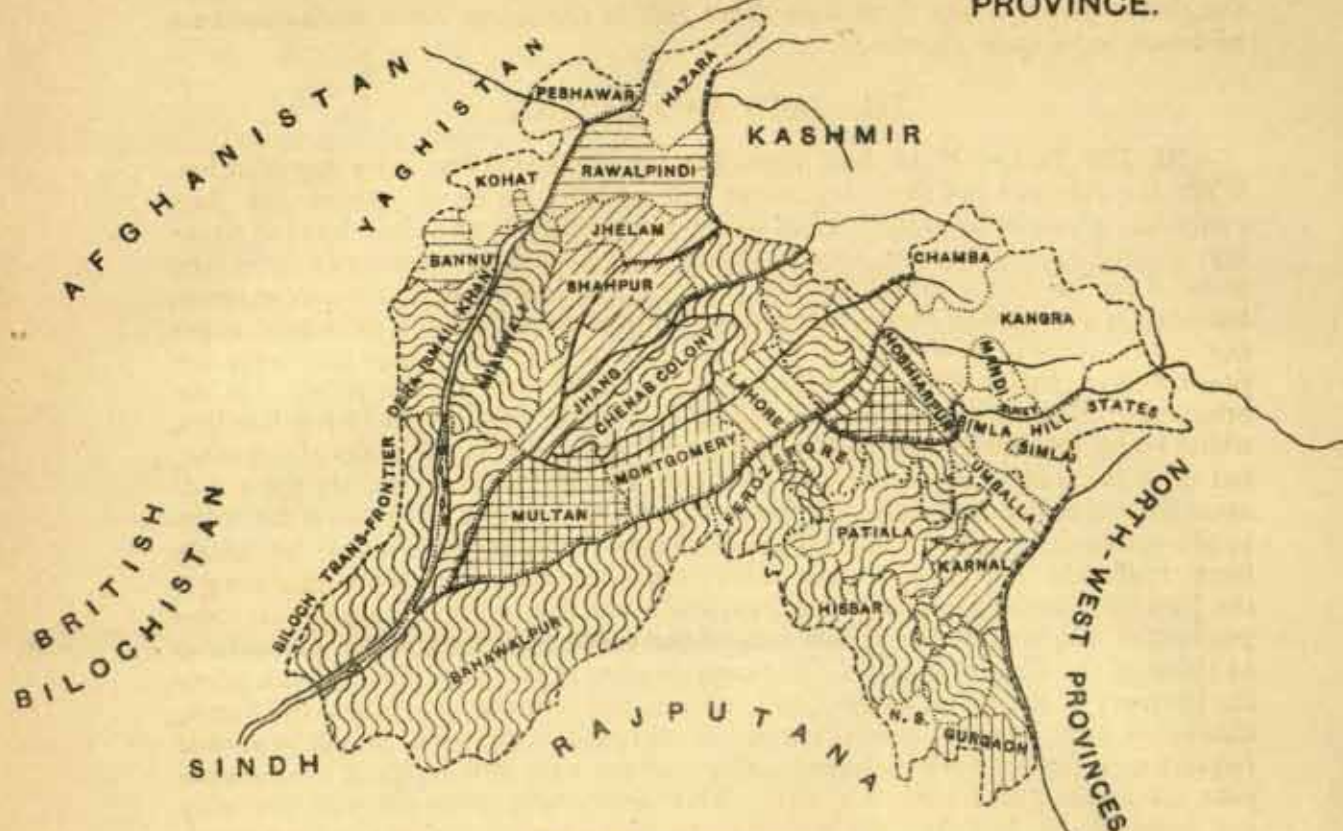 PROVINCE.
AFGHANISTAN
YAGHISTAN
PESHAWAR
HAZARA
KASHMIR
KOHAT
RAWALPINDI
JHELAM
BANNU
SHAHPUR
CHAMBA
KANGRA
DERA ISMAIL KHAN
MIANWALI
JHANG
CHENAB COLONY
LAHORE
HOSHIARPUR
MANDI
SIMLA HILL STATES
SIMLA
MONTGOMERY
FEROZEPORE
UMBALLA
MULTAN
PATIALA
KARNAL
NORTH-WEST PROVINCES
BRITISH
BILOCHISTAN
BILOCH TRANS-FRONTIER
HISSAR
BAHAWALPUR
N. S.
GURGAON
RAJPUTANA
SINDH